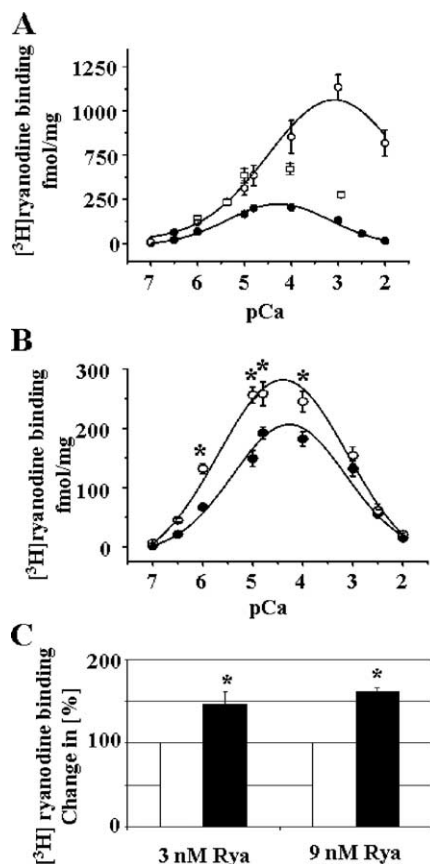 A
[³H]ryanodine binding
fmol/mg
1250
1000
750
250
0
7 6 5 4 3 2
pCa
B
[³H]ryanodine binding
fmol/mg
300
200
100
0
* * * *
7 6 5 4 3 2
pCa
C
[³H] ryanodine binding
Change in [%]
200
100
0
* *
3 nM Rya 9 nM Rya